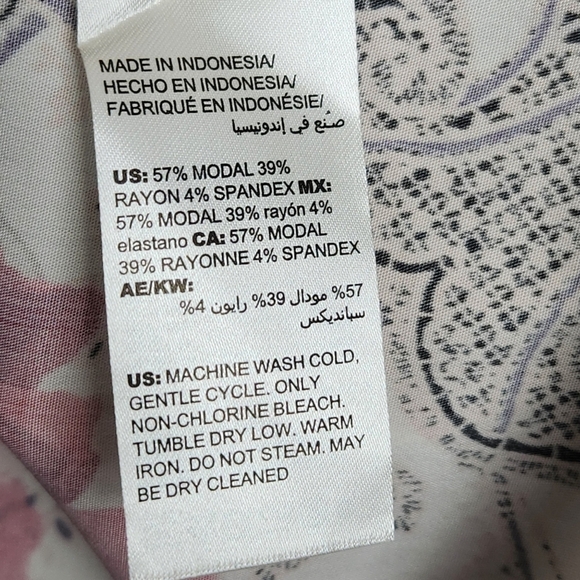 MADE IN INDONESIA/
HECHO EN INDONESIA/
FABRIQUÉ EN INDONÉSIE/
صُنع في إندونيسيا
US: 57% MODAL 39%
RAYON 4% SPANDEX MX:
57% MODAL 39% rayón 4%
elastano CA: 57% MODAL
39% RAYONNE 4% SPANDEX
AE/KW:
57% مودال 39% رايون 4%
سبانديكس
US: MACHINE WASH COLD,
GENTLE CYCLE. ONLY
NON-CHLORINE BLEACH.
TUMBLE DRY LOW. WARM
IRON. DO NOT STEAM. MAY
BE DRY CLEANED